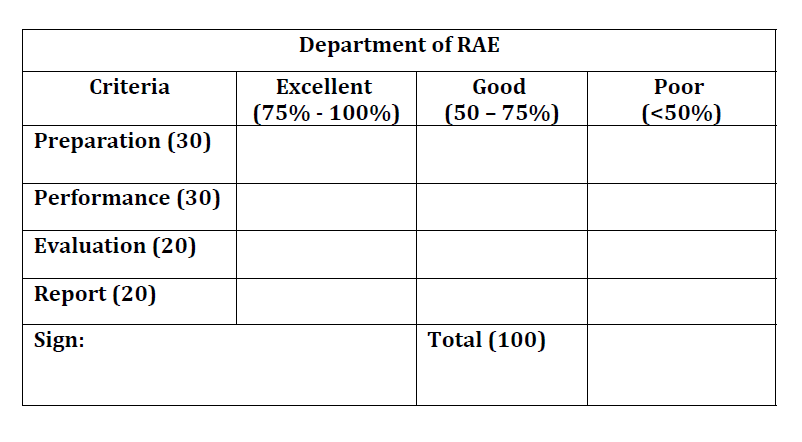 Department of RAE
Criteria Excellent Good Poor
(75% - 100%) (50 – 75%) (<50%)
Preparation (30)
Performance (30)
Evaluation (20)
Report (20)
Sign: Total (100)